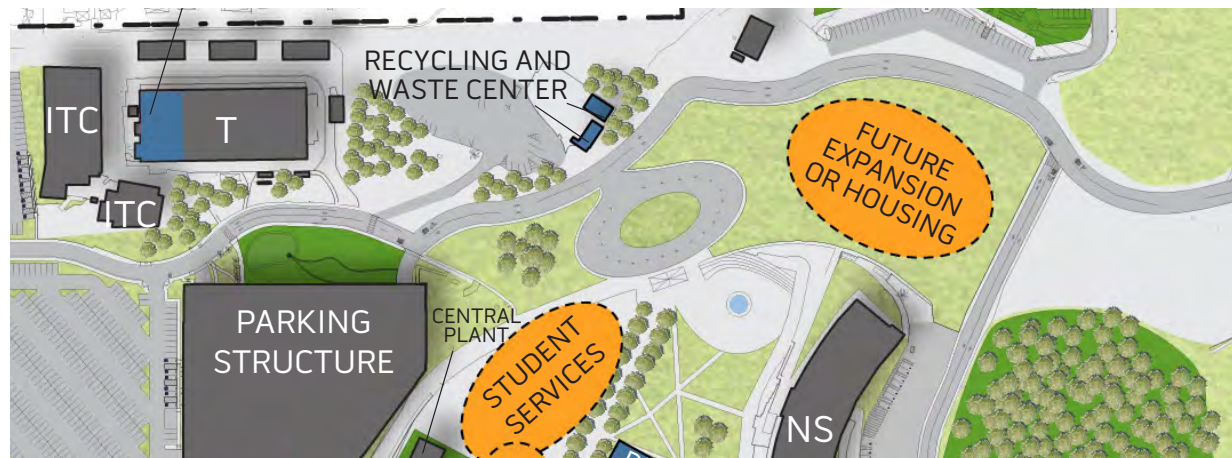 RECYCLING AND
WASTE CENTER
ITC
T
ITC
FUTURE
EXPANSION
OR HOUSING
PARKING
STRUCTURE
CENTRAL
PLANT
STUDENT
SERVICES
NS